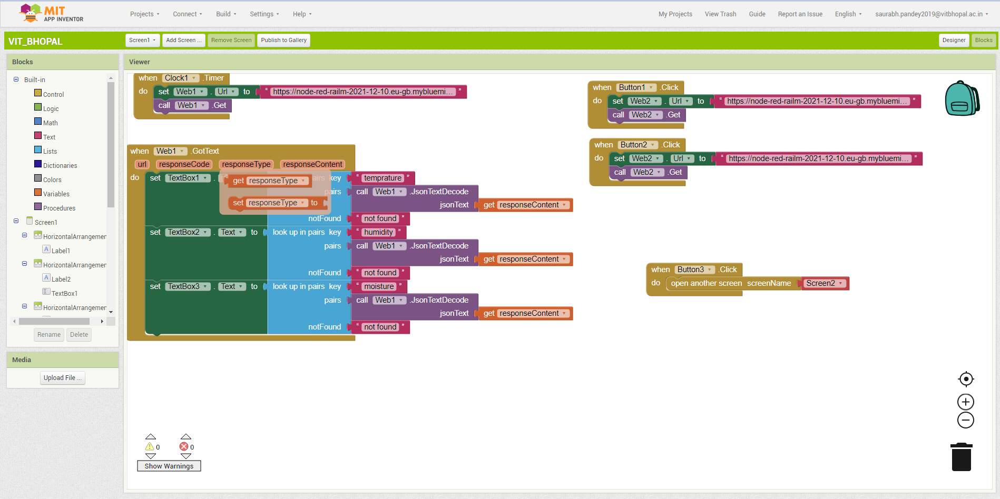 MIT
APP INVENTOR
Projects Connect Build Settings Help My Projects View Trash Guide Report an Issue English saurabh.pandey2019@vitbhopal.ac.in
VIT_BHOPAL Screen1 Add Screen ... Remove Screen Publish to Gallery Designer Blocks
Blocks
Built-in
Control
Logic
Math
Text
Lists
Dictionaries
Colors
Variables
Procedures
Screen1
HorizontalArrangemen
A Label1
HorizontalArrangemen
A Label2
TextBox1
HorizontalArrangemen
Rename Delete
Media
Upload File ...
Viewer
when Clock1 .Timer
do set Web1 . Url to “ https://node-red-railm-2021-12-10.eu-gb.mybluemi... ”
call Web1 .Get
when Web1 .GotText
url responseCode responseType responseContent
do set TextBox1 . pairs key “ temprature ”
get responseType
pairs call Web1 .JsonTextDecode
set responseType to
jsonText get responseContent
notFound “ not found ”
set TextBox2 . Text to look up in pairs key “ humidity ”
pairs call Web1 .JsonTextDecode
jsonText get responseContent
notFound “ not found ”
set TextBox3 . Text to look up in pairs key “ moisture ”
pairs call Web1 .JsonTextDecode
jsonText get responseContent
notFound “ not found ”
when Button1 .Click
do set Web2 . Url to “ https://node-red-railm-2021-12-10.eu-gb.mybluemi... ”
call Web2 .Get
when Button2 .Click
do set Web2 . Url to “ https://node-red-railm-2021-12-10.eu-gb.mybluemi... ”
call Web2 .Get
when Button3 .Click
do open another screen screenName Screen2
0 0
Show Warnings